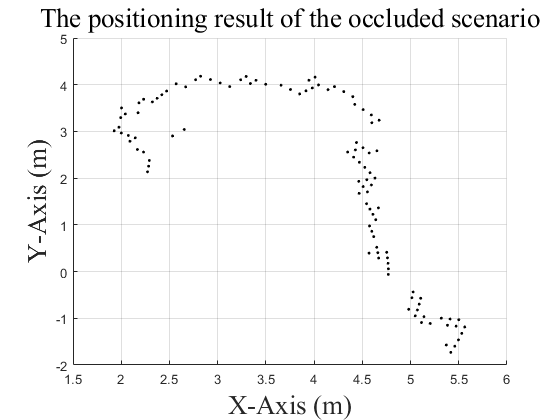 The positioning result of the occluded scenario
5
4
3
2
1
0
-1
-2
Y-Axis (m)
1.5 2 2.5 3 3.5 4 4.5 5 5.5 6
X-Axis (m)